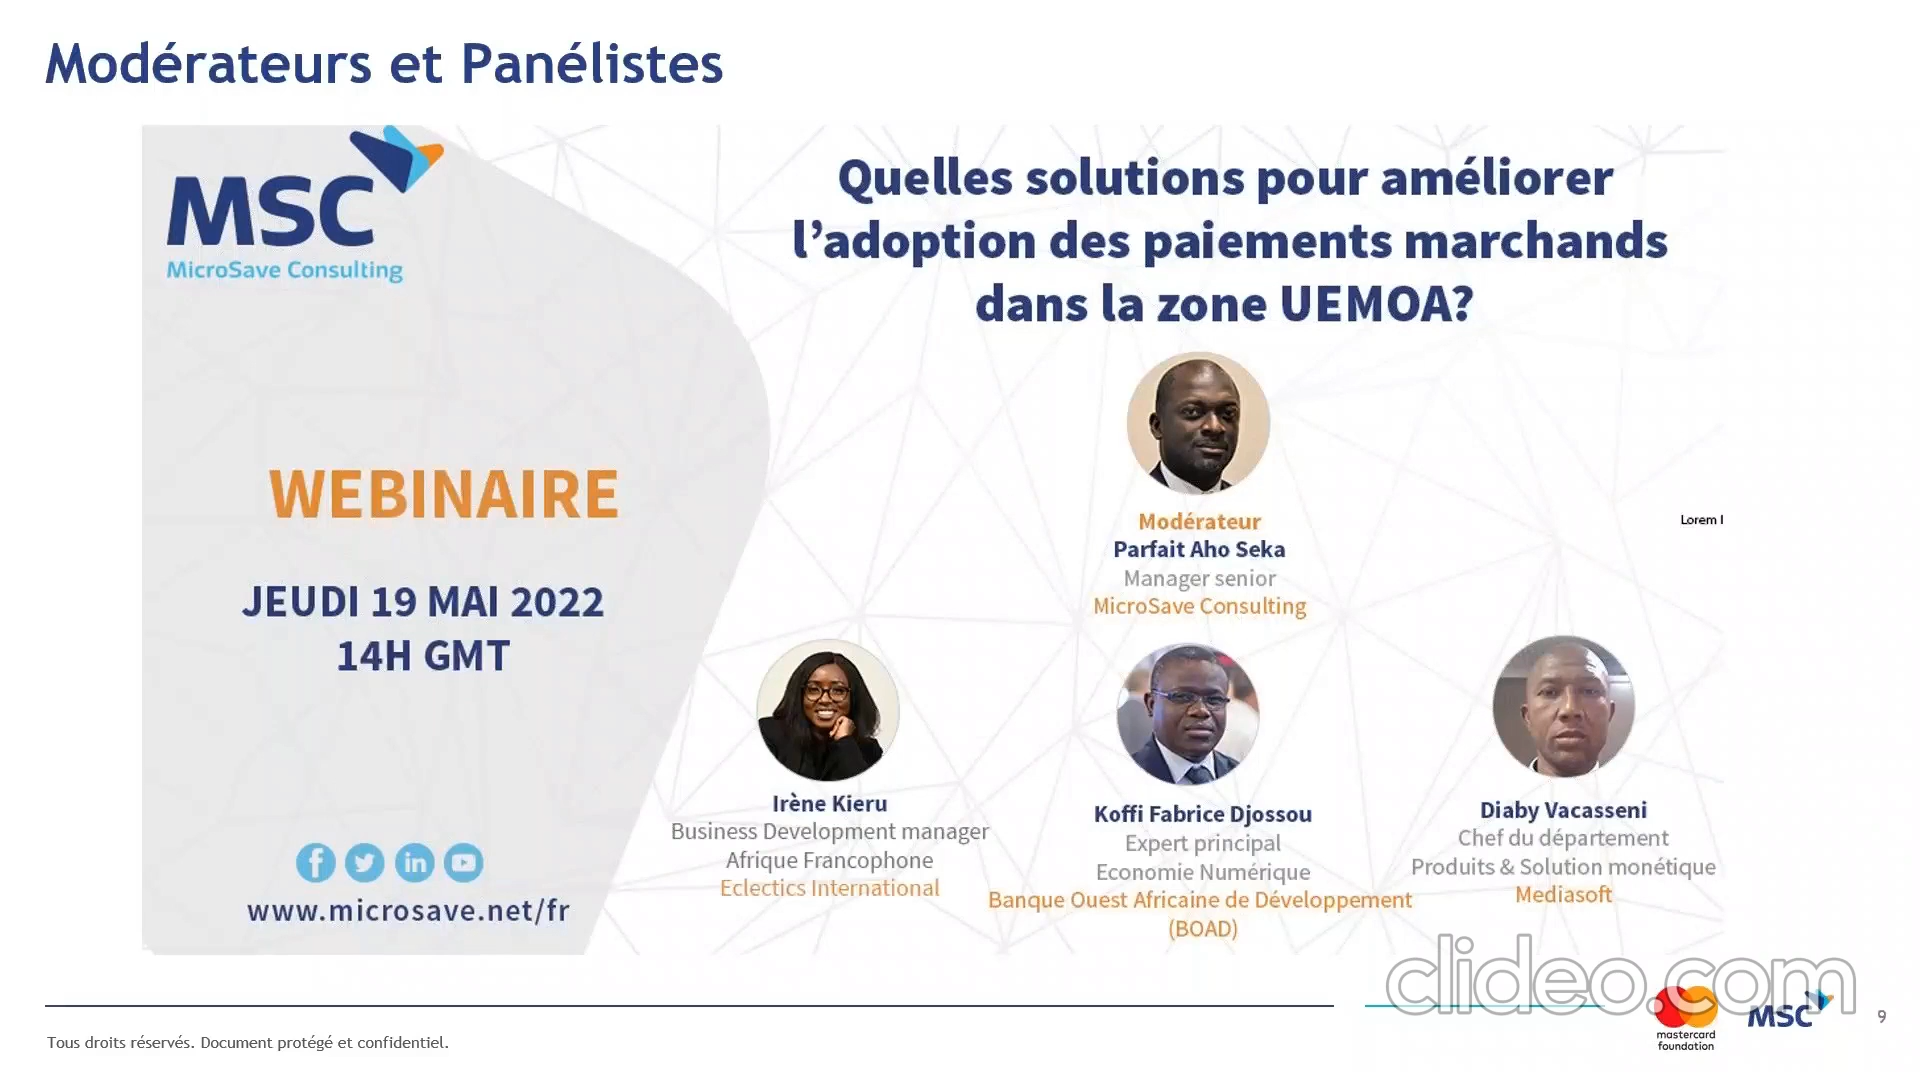 Modérateurs et Panélistes
MSC
MicroSave Consulting
Quelles solutions pour améliorer
l’adoption des paiements marchands
dans la zone UEMOA?
WEBINAIRE
JEUDI 19 MAI 2022
14H GMT
www.microsave.net/fr
Modérateur
Parfait Aho Seka
Manager senior
MicroSave Consulting
Lorem I
Irène Kieru
Business Development manager
Afrique Francophone
Eclectics International
Koffi Fabrice Djossou
Expert principal
Economie Numérique
Banque Ouest Africaine de Développement
(BOAD)
Diaby Vacasseni
Chef du département
Produits & Solution monétique
Mediasoft
clideo.com
mastercard
foundation
MSC
9
Tous droits réservés. Document protégé et confidentiel.